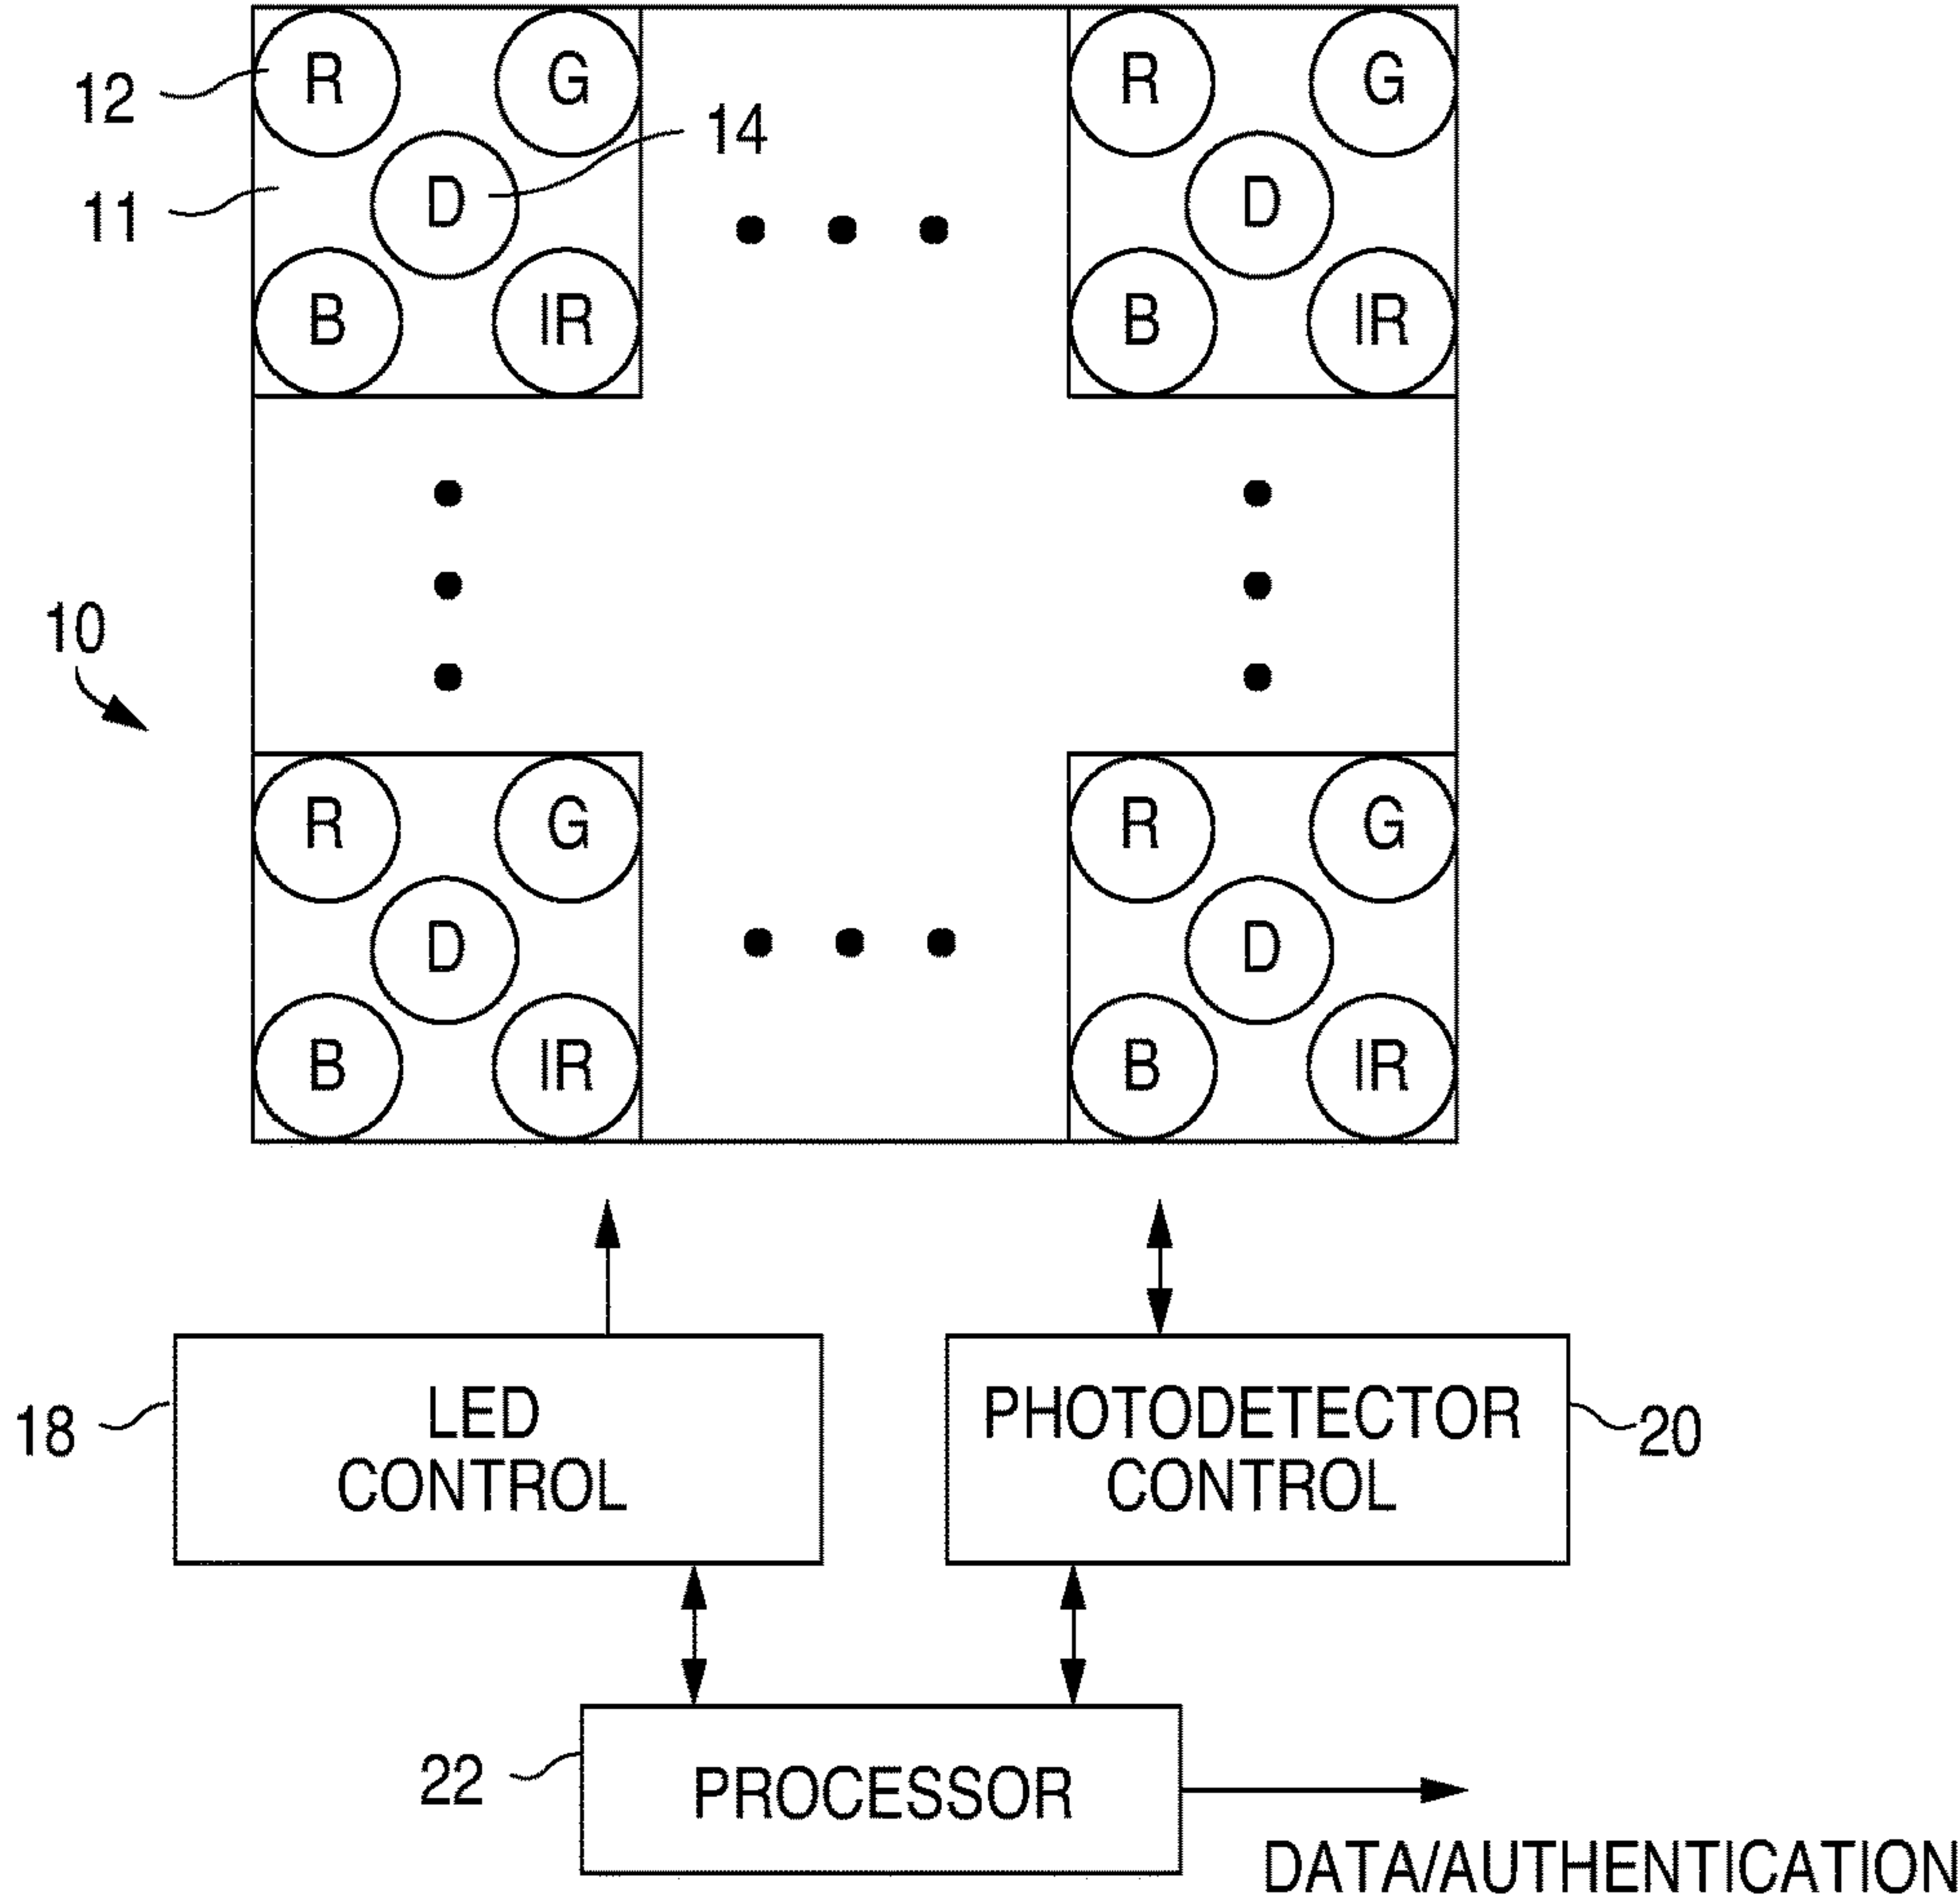 12 R G R G
14
11 D D
B IR B IR
10
R G R G
D D
B IR B IR
18 LED CONTROL
PHOTODETECTOR CONTROL 20
22 PROCESSOR
DATA/AUTHENTICATION